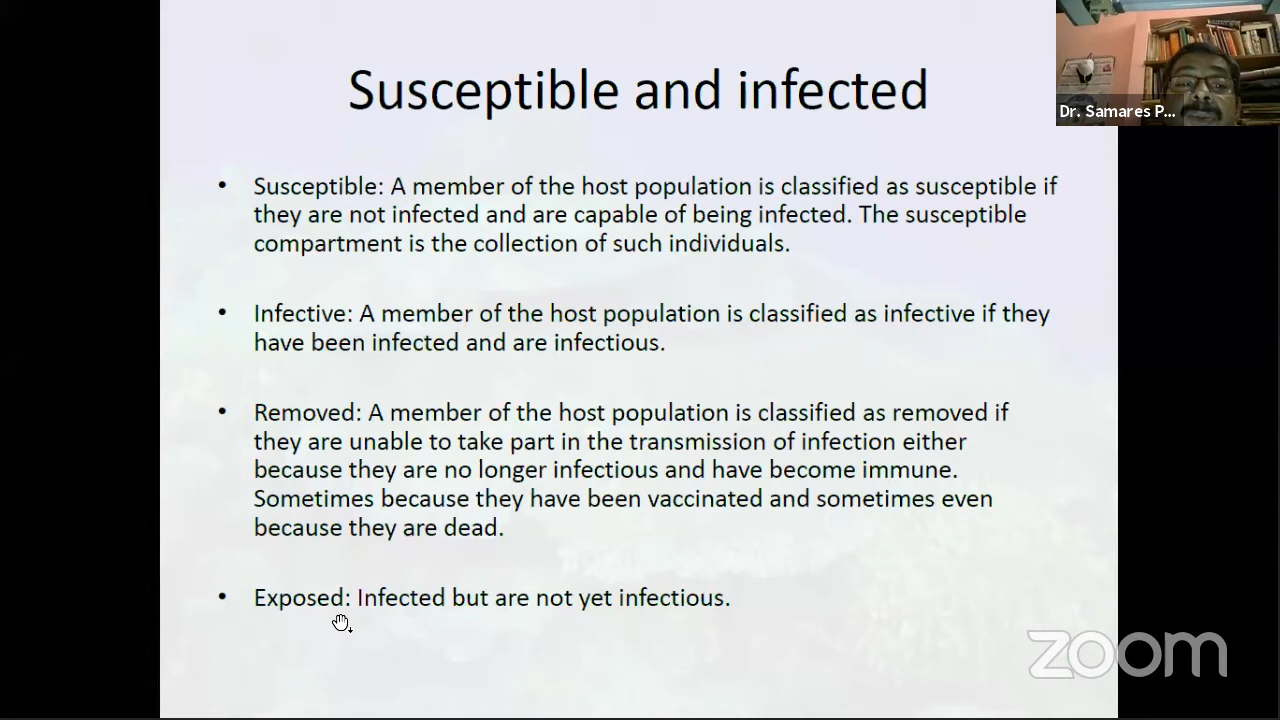 Susceptible and infected
Dr. Samares P...
• Susceptible: A member of the host population is classified as susceptible if
they are not infected and are capable of being infected. The susceptible
compartment is the collection of such individuals.
• Infective: A member of the host population is classified as infective if they
have been infected and are infectious.
• Removed: A member of the host population is classified as removed if
they are unable to take part in the transmission of infection either
because they are no longer infectious and have become immune.
Sometimes because they have been vaccinated and sometimes even
because they are dead.
• Exposed: Infected but are not yet infectious.
zoom